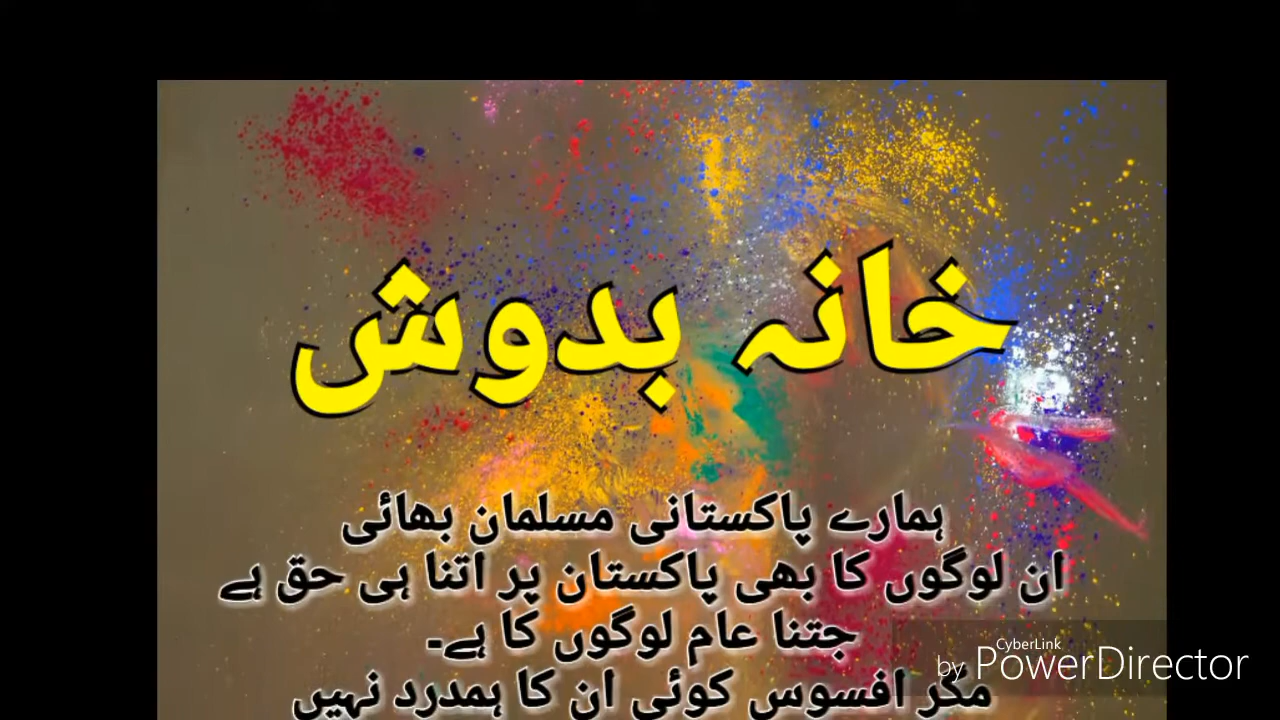 خانہ بدوش
ہمارے پاکستانی مسلمان بھائی
ان لوگوں کا بھی پاکستان پر اتنا ہی حق ہے
جتنا عام لوگوں کا ہے۔
مگر افسوس کوئی ان کا ہمدرد نہیں
CyberLink
by PowerDirector